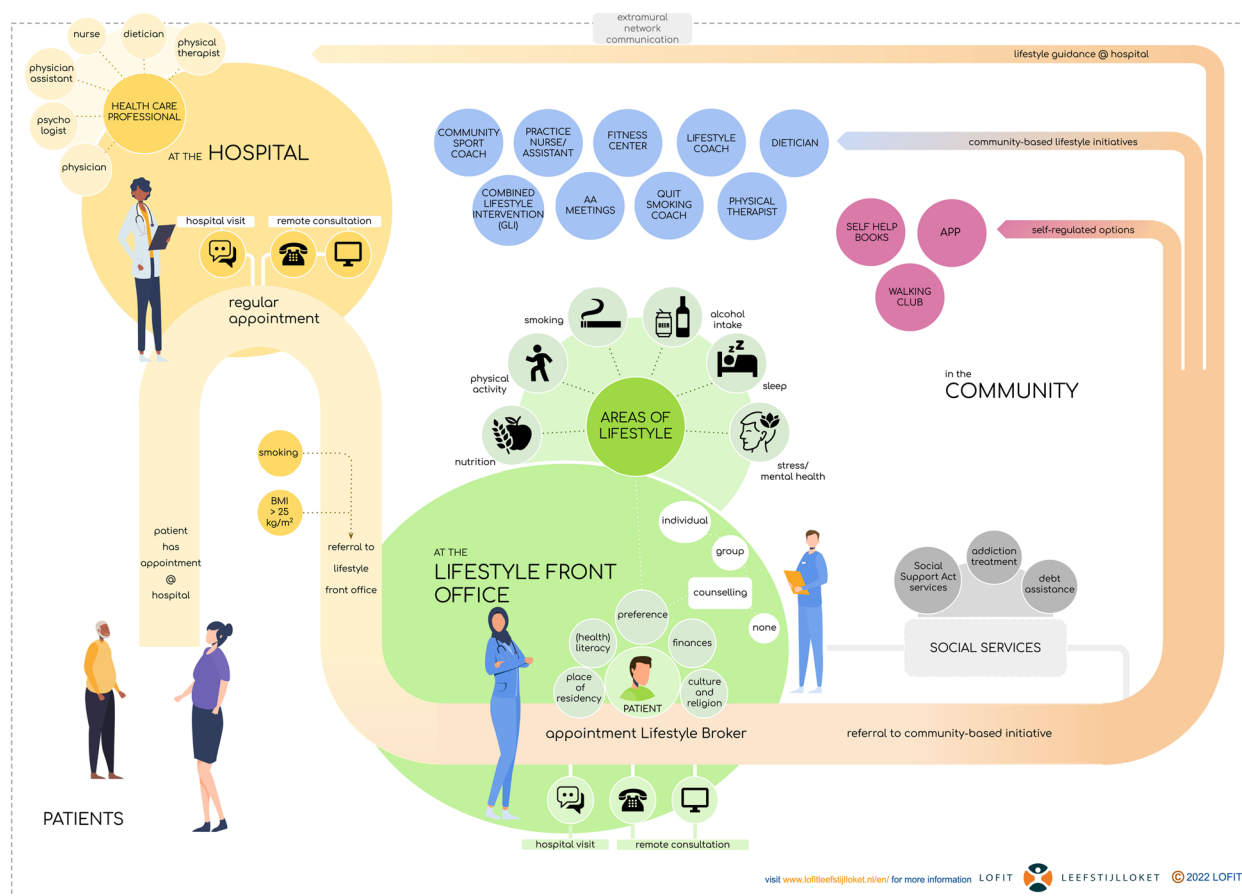 extramural
network
communication
nurse
dietician
physical
therapist
physician
assistant
HEALTH CARE
PROFESSIONAL
psycho
logist
physician
AT THE HOSPITAL
hospital visit
remote consultation
regular
appointment
lifestyle guidance @ hospital
COMMUNITY
SPORT
COACH
PRACTICE
NURSE/
ASSISTANT
FITNESS
CENTER
LIFESTYLE
COACH
DIETICIAN
community-based lifestyle initiatives
COMBINED
LIFESTYLE
INTERVENTION
(GLI)
AA
MEETINGS
QUIT
SMOKING
COACH
PHYSICAL
THERAPIST
SELF HELP
BOOKS
APP
self-regulated options
WALKING
CLUB
in the
COMMUNITY
smoking
BEER
alcohol
intake
z z Z
physical
activity
sleep
AREAS OF
LIFESTYLE
nutrition
stress/
mental health
smoking
BMI
> 25
kg/m²
patient
has
appointment
@
hospital
referral to
lifestyle
front office
AT THE
LIFESTYLE FRONT
OFFICE
individual
group
counselling
none
preference
(health)
literacy
finances
place of
residency
culture
and
religion
PATIENT
appointment Lifestyle Broker
referral to community-based initiative
Social
Support Act
services
addiction
treatment
debt
assistance
SOCIAL SERVICES
hospital visit
remote consultation
PATIENTS
visit www.lofitleefstijlloket.nl/en/ for more information LOFIT LEEFSTIJLLOKET © 2022 LOFIT